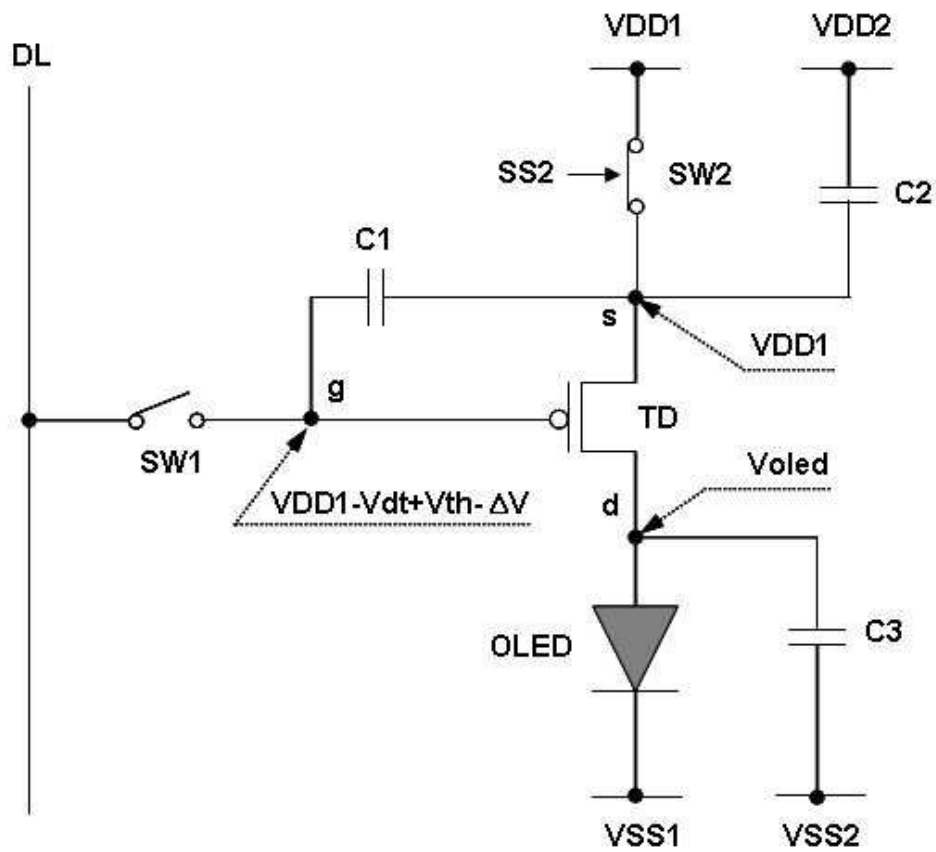 VDD1
VDD2
DL
SS2
SW2
C2
C1
s
VDD1
g
TD
SW1
Voled
VDD1-Vdt+Vth-ΔV
d
OLED
C3
VSS1
VSS2